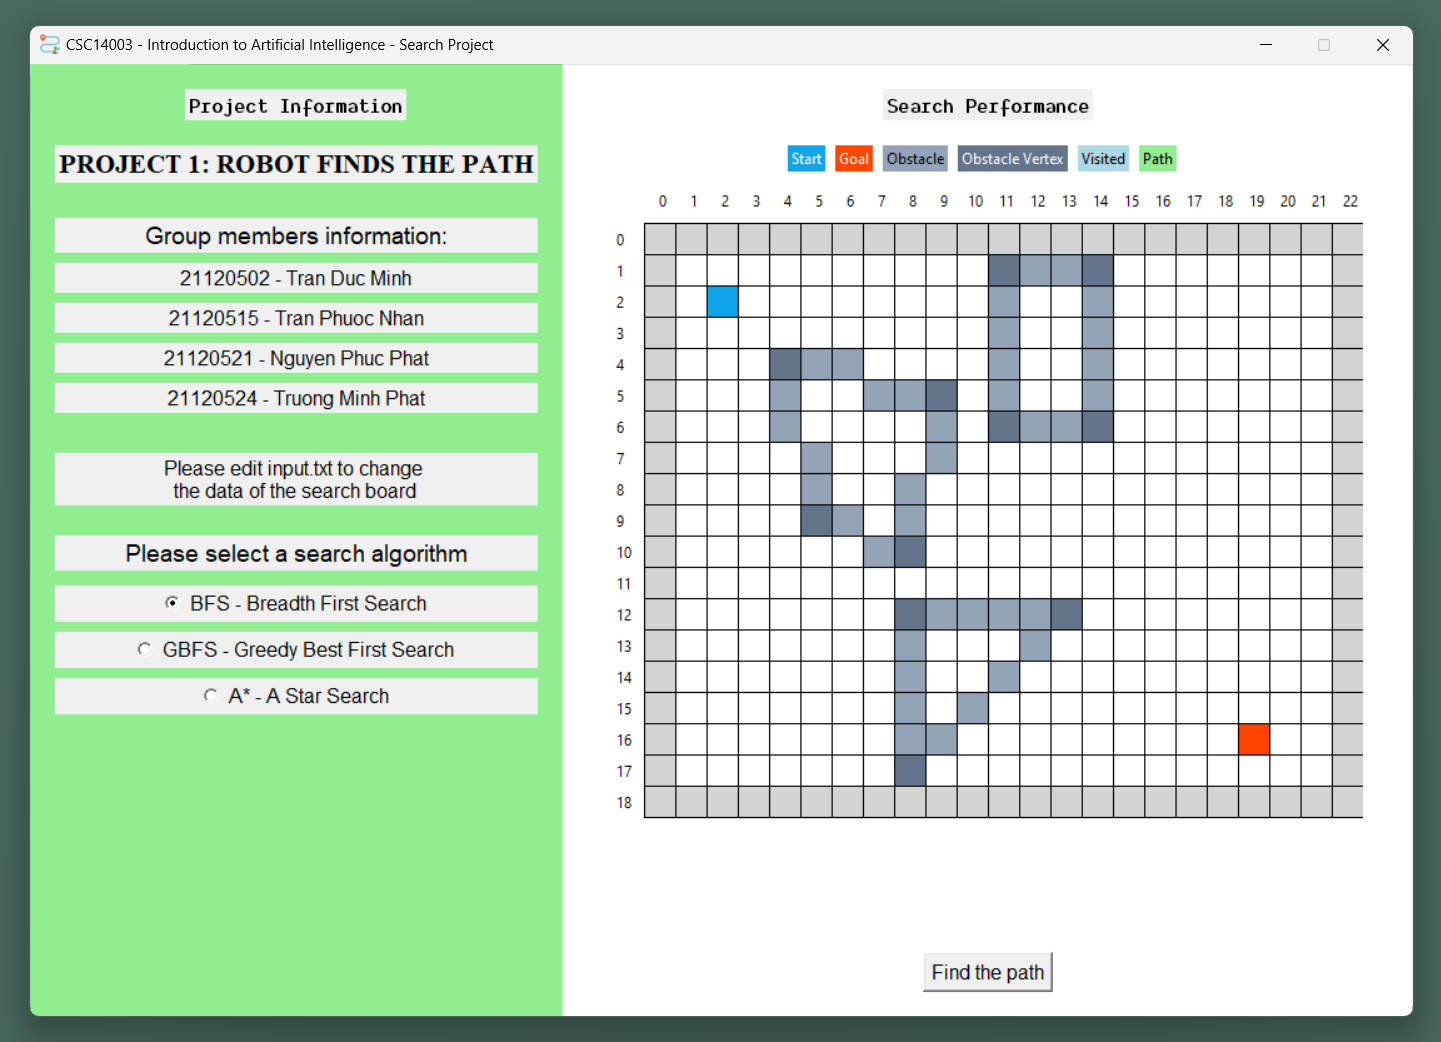 CSC14003 - Introduction to Artificial Intelligence - Search Project
Project Information
PROJECT 1: ROBOT FINDS THE PATH
Group members information:
21120502 - Tran Duc Minh
21120515 - Tran Phuoc Nhan
21120521 - Nguyen Phuc Phat
21120524 - Truong Minh Phat
Please edit input.txt to change
the data of the search board
Please select a search algorithm
BFS - Breadth First Search
GBFS - Greedy Best First Search
A* - A Star Search
Search Performance
Start Goal Obstacle Obstacle Vertex Visited Path
0 1 2 3 4 5 6 7 8 9 10 11 12 13 14 15 16 17 18 19 20 21 22
0
1
2
3
4
5
6
7
8
9
10
11
12
13
14
15
16
17
18
Find the path